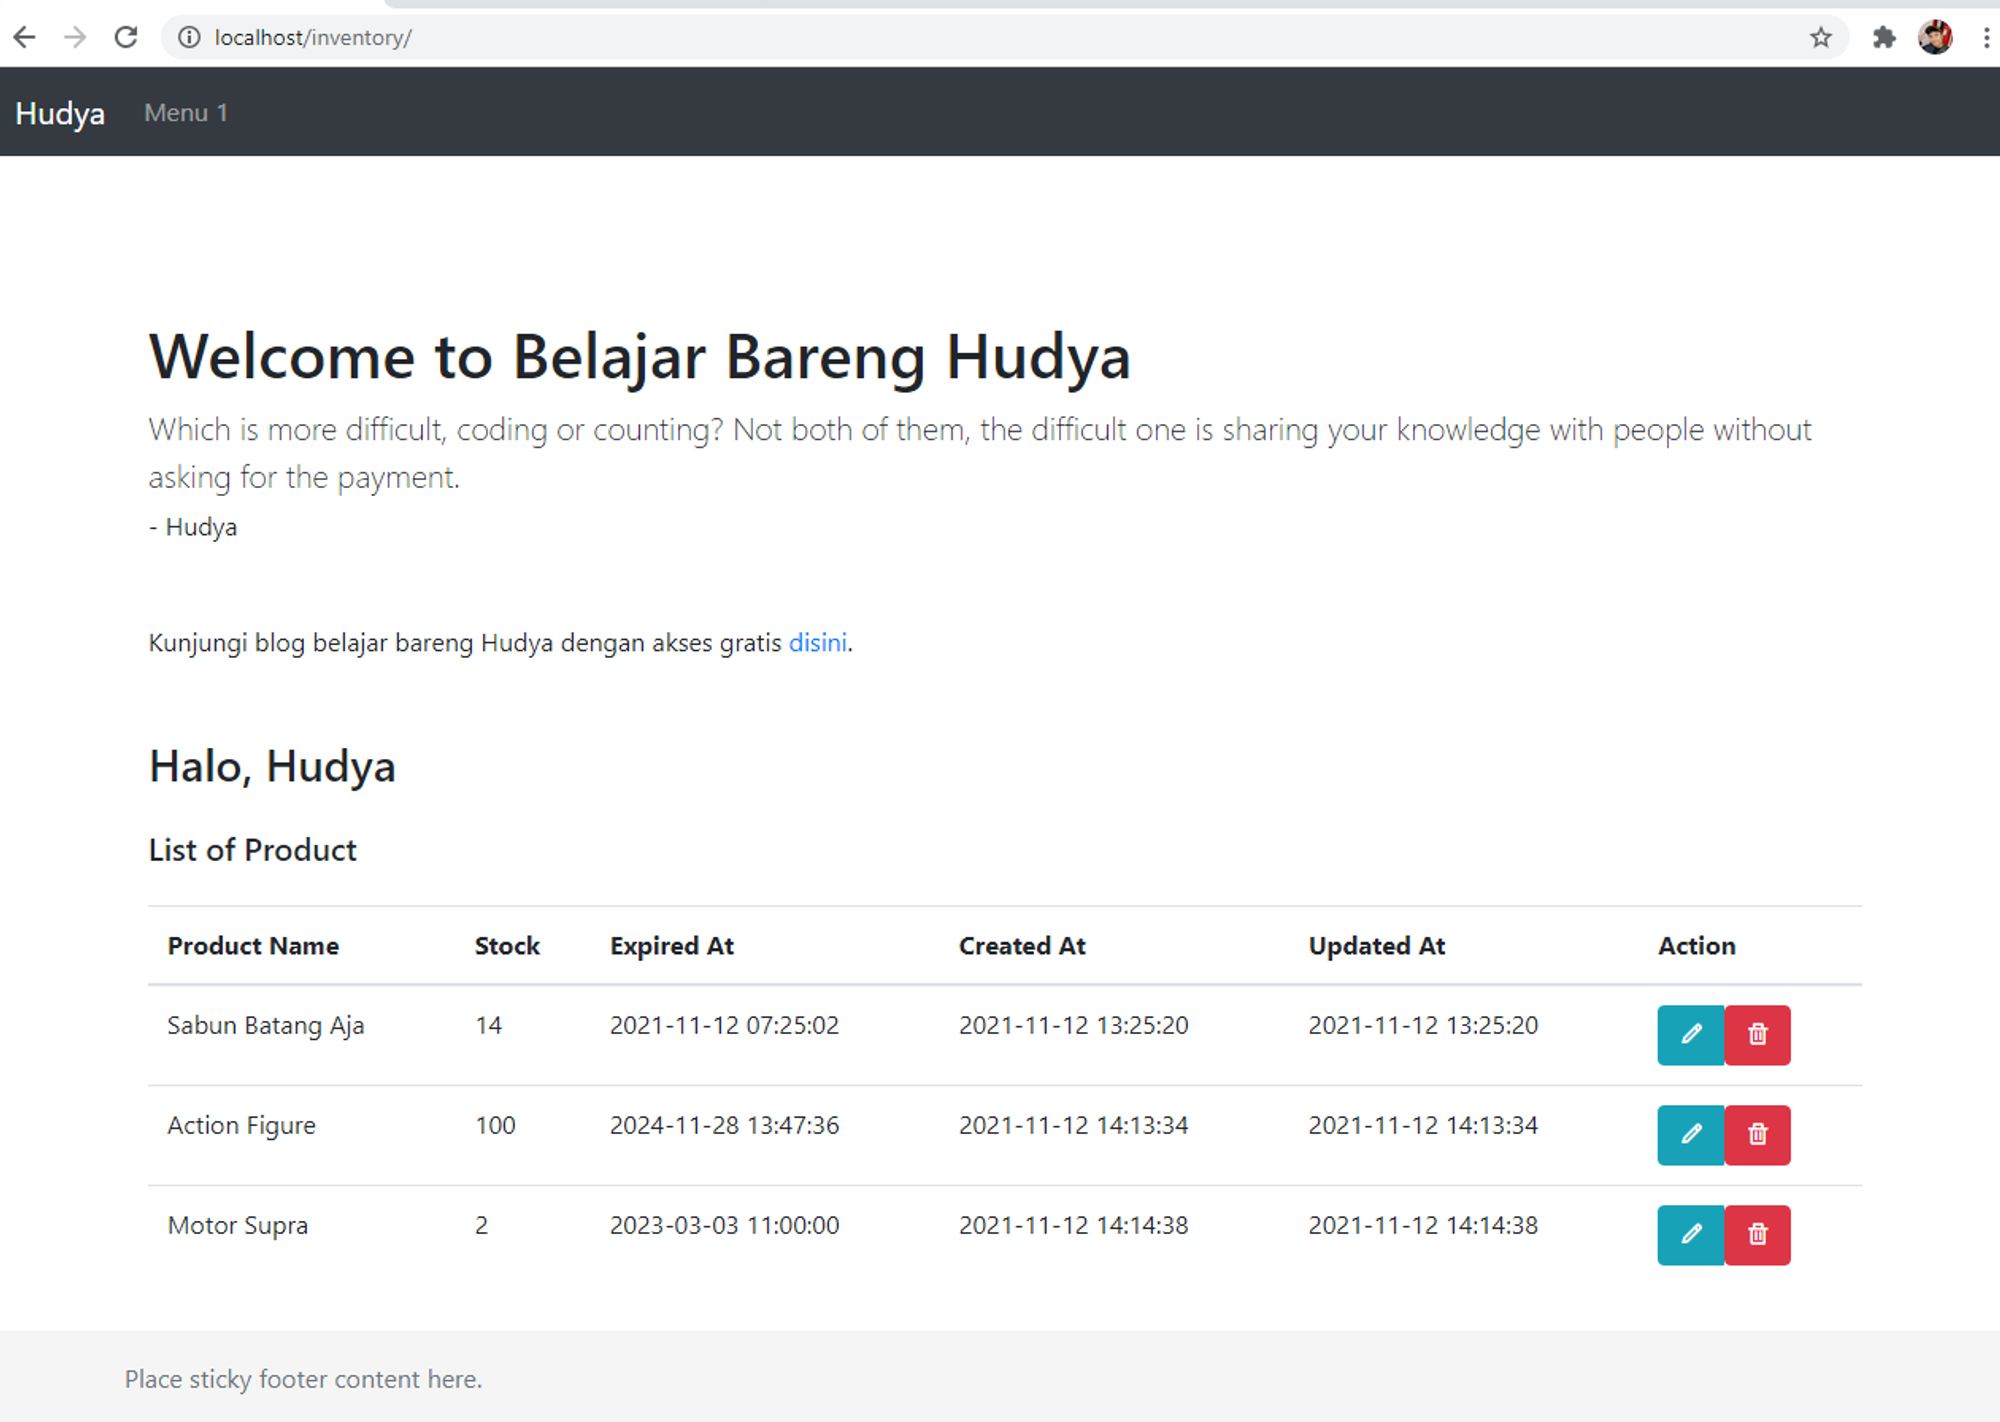 localhost/inventory/
Hudya Menu 1
Welcome to Belajar Bareng Hudya
Which is more difficult, coding or counting? Not both of them, the difficult one is sharing your knowledge with people without
asking for the payment.
- Hudya
Kunjungi blog belajar bareng Hudya dengan akses gratis disini.
Halo, Hudya
List of Product
Product Name Stock Expired At Created At Updated At Action
Sabun Batang Aja 14 2021-11-12 07:25:02 2021-11-12 13:25:20 2021-11-12 13:25:20
Action Figure 100 2024-11-28 13:47:36 2021-11-12 14:13:34 2021-11-12 14:13:34
Motor Supra 2 2023-03-03 11:00:00 2021-11-12 14:14:38 2021-11-12 14:14:38
Place sticky footer content here.